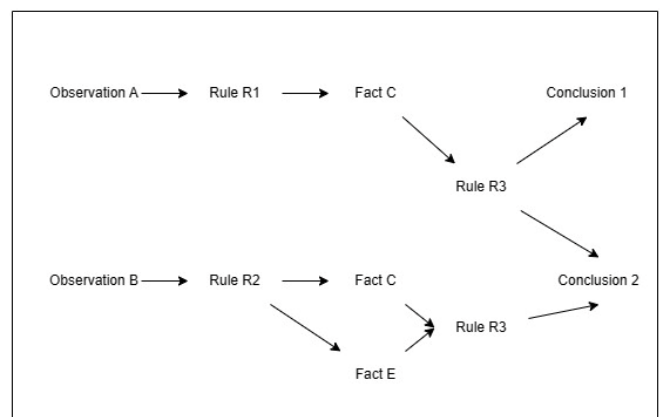 Observation A
Rule R1
Fact C
Conclusion 1
Rule R3
Observation B
Rule R2
Fact C
Conclusion 2
Rule R3
Fact E